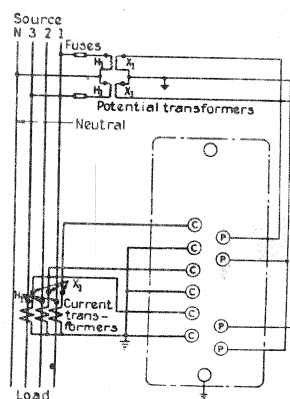 Source
N 3 2 1
Fuses
H₁ X₁
H₁ X₁
Potential transformers
Neutral
C
C P
C P
C
C P
C P
H₁ X₁
Current
trans-
formers
Load